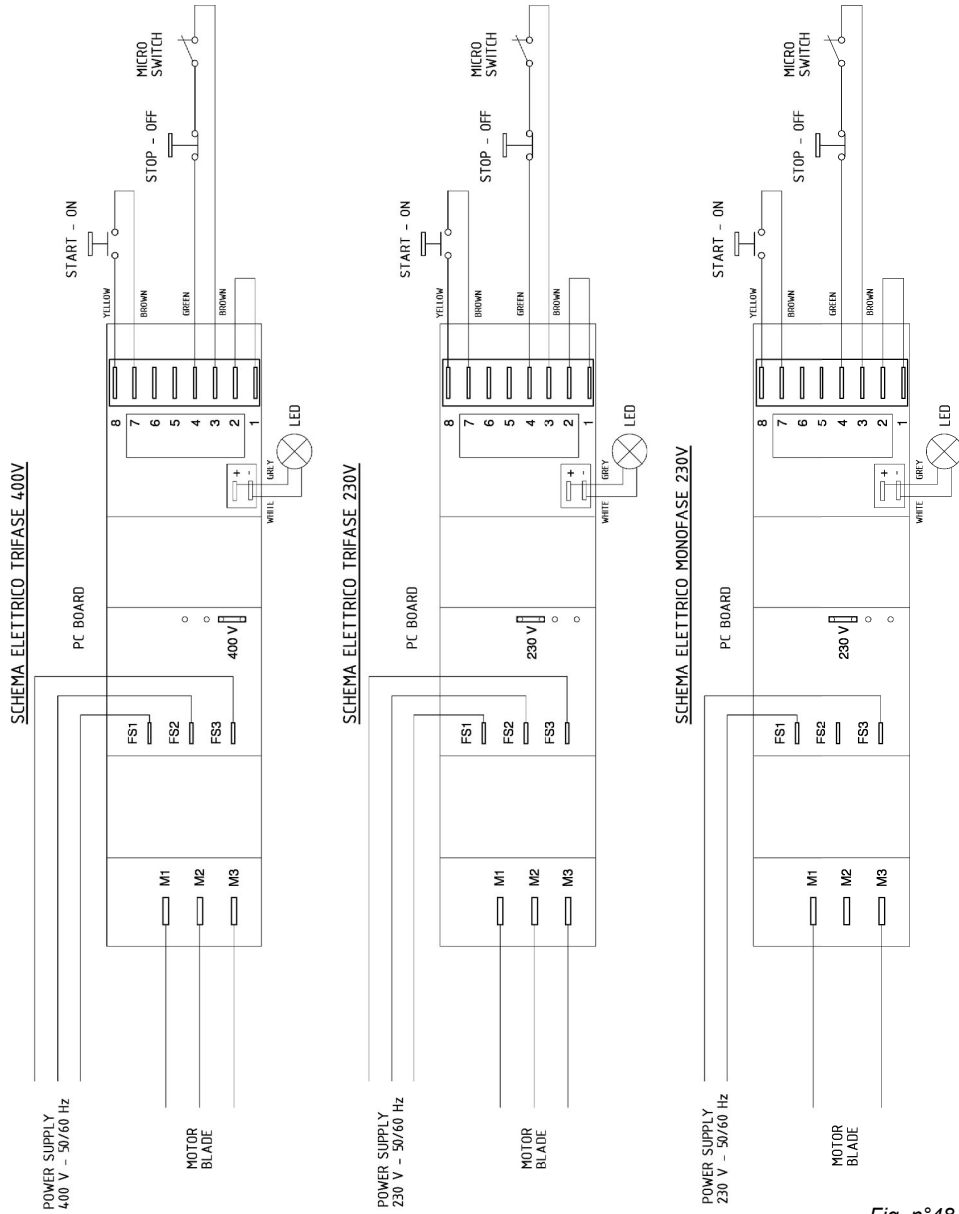 SCHEMA ELETTRICO TRIFASE 400V
POWER SUPPLY
400 V - 50/60 Hz
MOTOR
BLADE
M1
M2
M3
FS1
FS2
FS3
PC BOARD
400 V
+
-
WHITE
GREY
LED
8
7
6
5
4
3
2
1
YELLOW
BROWN
GREEN
BROWN
START - ON
STOP - OFF
MICRO
SWITCH
SCHEMA ELETTRICO TRIFASE 230V
POWER SUPPLY
230 V - 50/60 Hz
MOTOR
BLADE
M1
M2
M3
FS1
FS2
FS3
PC BOARD
230 V
+
-
WHITE
GREY
LED
8
7
6
5
4
3
2
1
YELLOW
BROWN
GREEN
BROWN
START - ON
STOP - OFF
MICRO
SWITCH
SCHEMA ELETTRICO MONOFASE 230V
POWER SUPPLY
230 V - 50/60 Hz
MOTOR
BLADE
M1
M2
M3
FS1
FS2
FS3
PC BOARD
230 V
+
-
WHITE
GREY
LED
8
7
6
5
4
3
2
1
YELLOW
BROWN
GREEN
BROWN
START - ON
STOP - OFF
MICRO
SWITCH
Fig. n°48